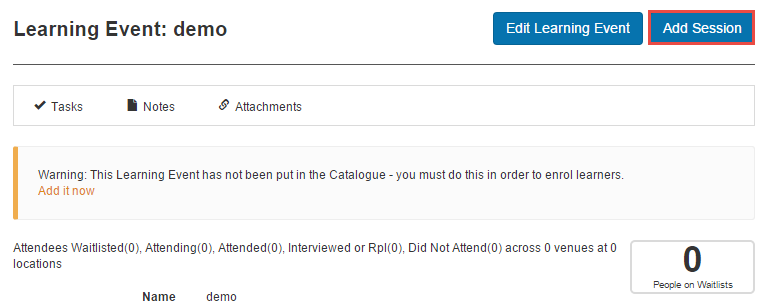 Learning Event: demo
Edit Learning Event
Add Session
Tasks
Notes
Attachments
Warning: This Learning Event has not been put in the Catalogue - you must do this in order to enrol learners.
Add it now
Attendees Waitlisted(0), Attending(0), Attended(0), Interviewed or Rpl(0), Did Not Attend(0) across 0 venues at 0
locations
0
People on Waitlists
Name demo